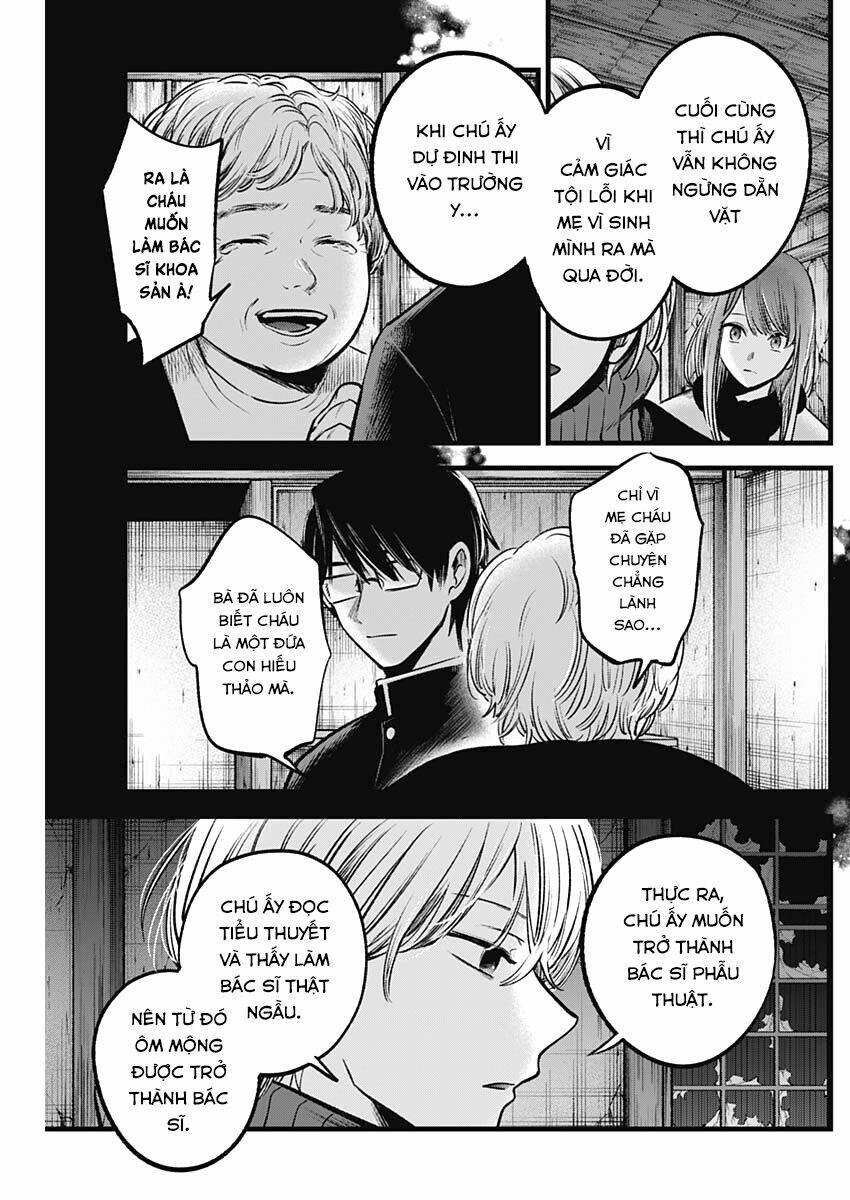 CUỐI CÙNG
THÌ CHÚ ẤY
VẪN KHÔNG
NGỪNG DẰN
VẶT
VÌ
CẢM GIÁC
TỘI LỖI KHI
MẸ VÌ SINH
MÌNH RA MÀ
QUA ĐỜI.
KHI CHÚ ẤY
DỰ ĐỊNH THI
VÀO TRƯỜNG
Y...
RA LÀ
CHÁU
MUỐN
LÀM BÁC
SĨ KHOA
SẢN À!
CHỈ VÌ
MẸ CHÁU
ĐÃ GẶP
CHUYỆN
CHẲNG
LÀNH
SAO...
BÀ ĐÃ LUÔN
BIẾT CHÁU
LÀ MỘT ĐỨA
CON HIẾU
THẢO MÀ.
THỰC RA,
CHÚ ẤY MUỐN
TRỞ THÀNH
BÁC SĨ PHẪU
THUẬT.
CHÚ ẤY ĐỌC
TIỂU THUYẾT
VÀ THẤY LÀM
BÁC SĨ THẬT
NGẦU.
NÊN TỪ ĐÓ
ÔM MỘNG
ĐƯỢC TRỞ
THÀNH BÁC
SĨ.